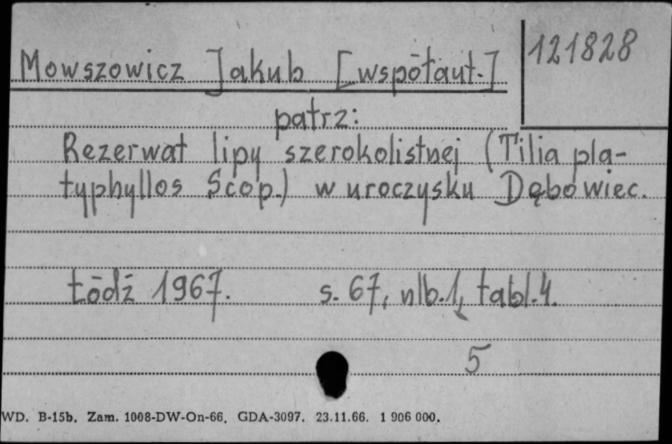 121828
Mowszowicz Jakub [współaut.]
patrz:
Rezerwat lipy szerokolistnej (Tilia pla-
typhyllos Scop.) w uroczysku Dębowiec.
Łódź 1967. s. 67, nlb. 1, tabl. 4.
5
WD. B-15b. Zam. 1008-DW-On-66. GDA-3097. 23.11.66. 1 906 000.